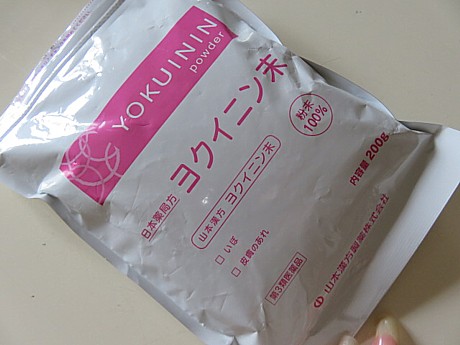 YOKUININ
powder
ヨクイニン末
粉末
100%
日本薬局方
山本漢方 ヨクイニン末
内容量 200g
□ いぼ
□ 皮膚のあれ
第3類医薬品
山本漢方製薬株式会社